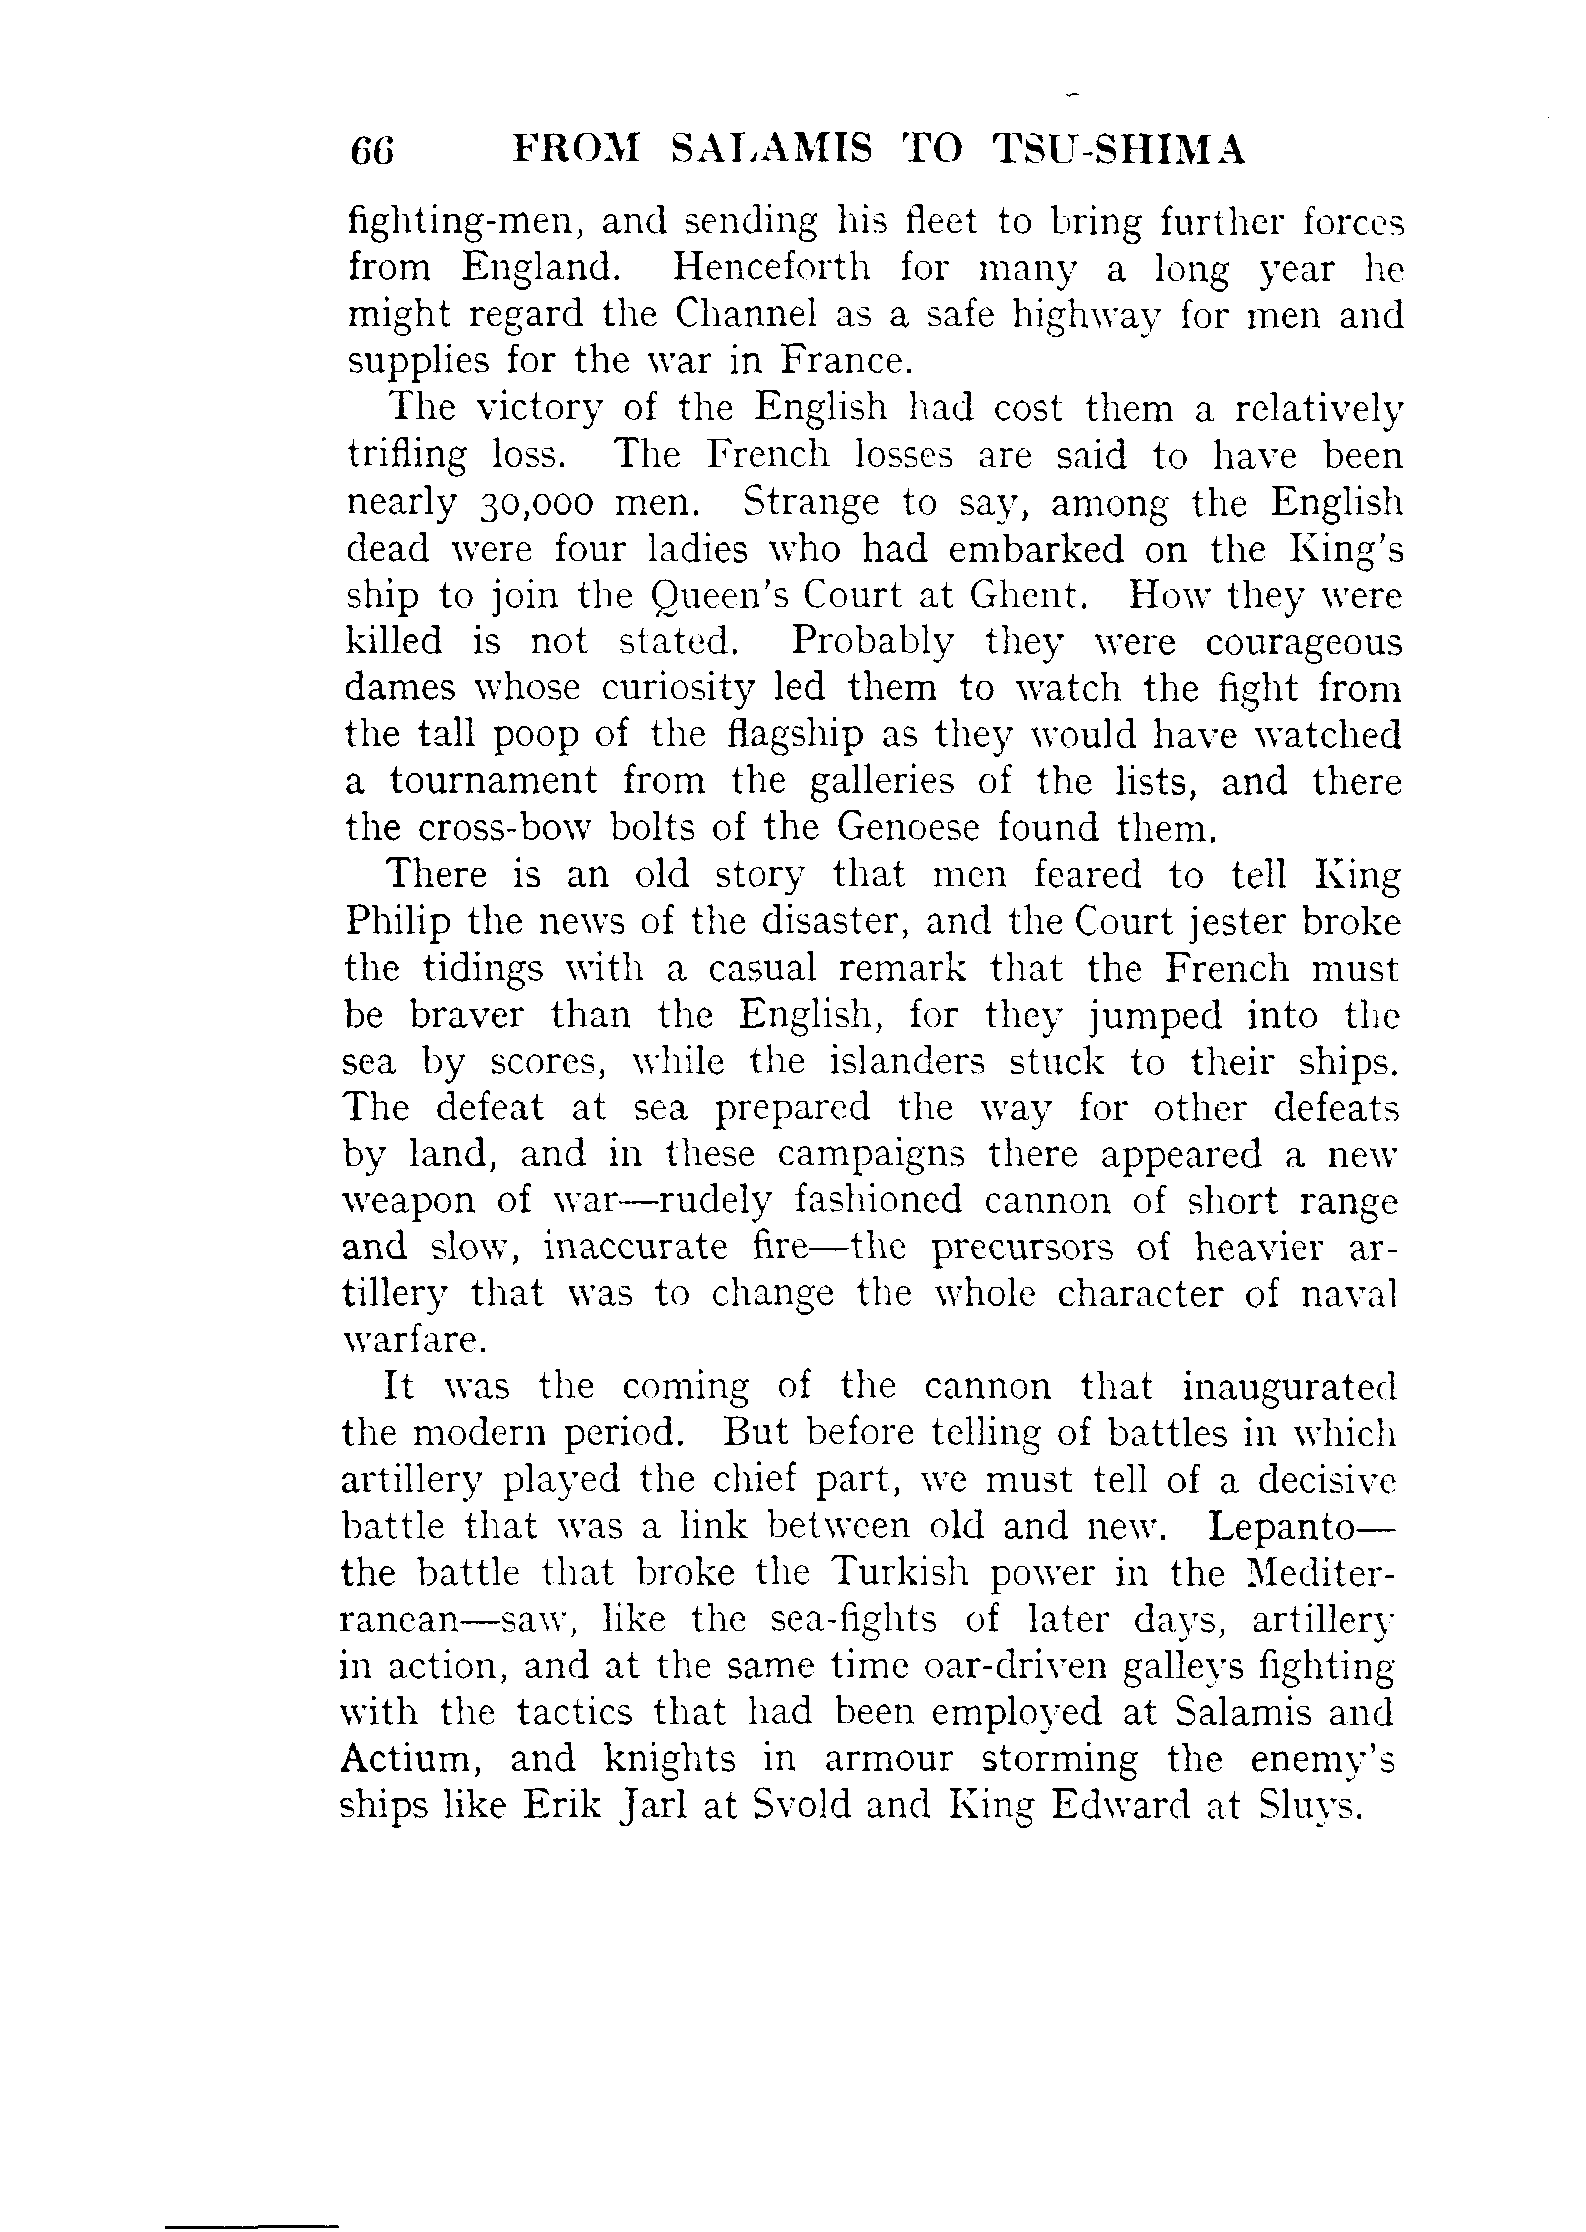 66 FROM SALAMIS TO TSU-SHIMA
fighting-men, and sending his fleet to bring further forces
from England. Henceforth for many a long year he
might regard the Channel as a safe highway for men and
supplies for the war in France.
The victory of the English had cost them a relatively
trifling loss. The French losses are said to have been
nearly 30,000 men. Strange to say, among the English
dead were four ladies who had embarked on the King's
ship to join the Queen's Court at Ghent. How they were
killed is not stated. Probably they were courageous
dames whose curiosity led them to watch the fight from
the tall poop of the flagship as they would have watched
a tournament from the galleries of the lists, and there
the cross-bow bolts of the Genoese found them.
There is an old story that men feared to tell King
Philip the news of the disaster, and the Court jester broke
the tidings with a casual remark that the French must
be braver than the English, for they jumped into the
sea by scores, while the islanders stuck to their ships.
The defeat at sea prepared the way for other defeats
by land, and in these campaigns there appeared a new
weapon of war—rudely fashioned cannon of short range
and slow, inaccurate fire—the precursors of heavier ar-
tillery that was to change the whole character of naval
warfare.
It was the coming of the cannon that inaugurated
the modern period. But before telling of battles in which
artillery played the chief part, we must tell of a decisive
battle that was a link between old and new. Lepanto—
the battle that broke the Turkish power in the Mediter-
ranean—saw, like the sea-fights of later days, artillery
in action, and at the same time oar-driven galleys fighting
with the tactics that had been employed at Salamis and
Actium, and knights in armour storming the enemy's
ships like Erik Jarl at Svold and King Edward at Sluys.